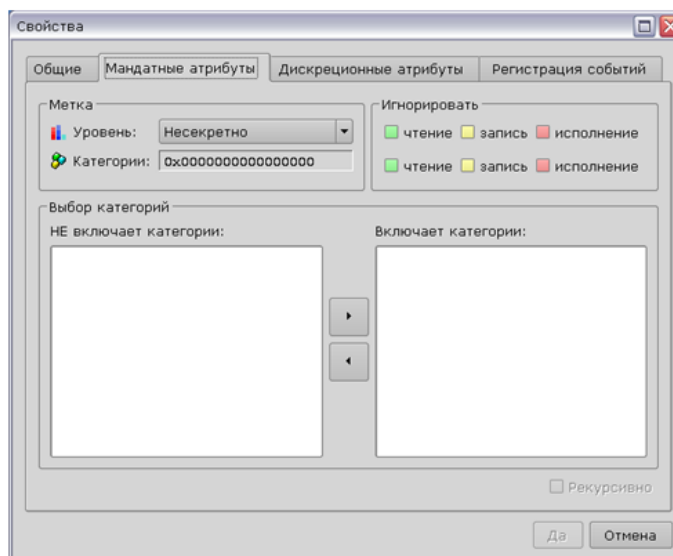 Свойства
Общие Мандатные атрибуты Дискреционные атрибуты Регистрация событий
Метка
Уровень: Несекретно
Категории: 0x0000000000000000
Игнорировать
чтение запись исполнение
чтение запись исполнение
Выбор категорий
НЕ включает категории: Включает категории:
Рекурсивно
Да Отмена